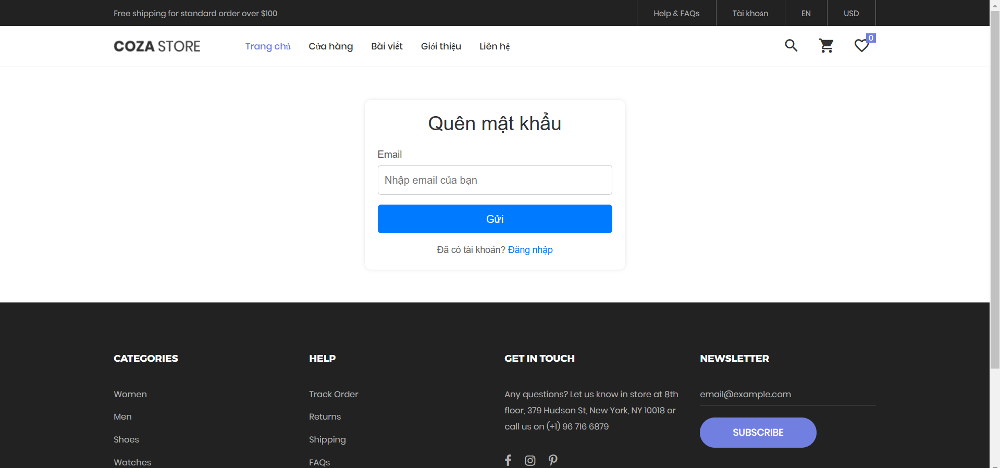 Free shipping for standard order over $100
Help & FAQs
Tài khoản
EN
USD
COZA STORE
Trang chủ
Cửa hàng
Bài viết
Giới thiệu
Liên hệ
0
Quên mật khẩu
Email
Nhập email của bạn
Gửi
Đã có tài khoản? Đăng nhập
CATEGORIES
Women
Men
Shoes
Watches
HELP
Track Order
Returns
Shipping
FAQs
GET IN TOUCH
Any questions? Let us know in store at 8th
floor, 379 Hudson St, New York, NY 10018 or
call us on (+1) 96 716 6879
NEWSLETTER
email@example.com
SUBSCRIBE